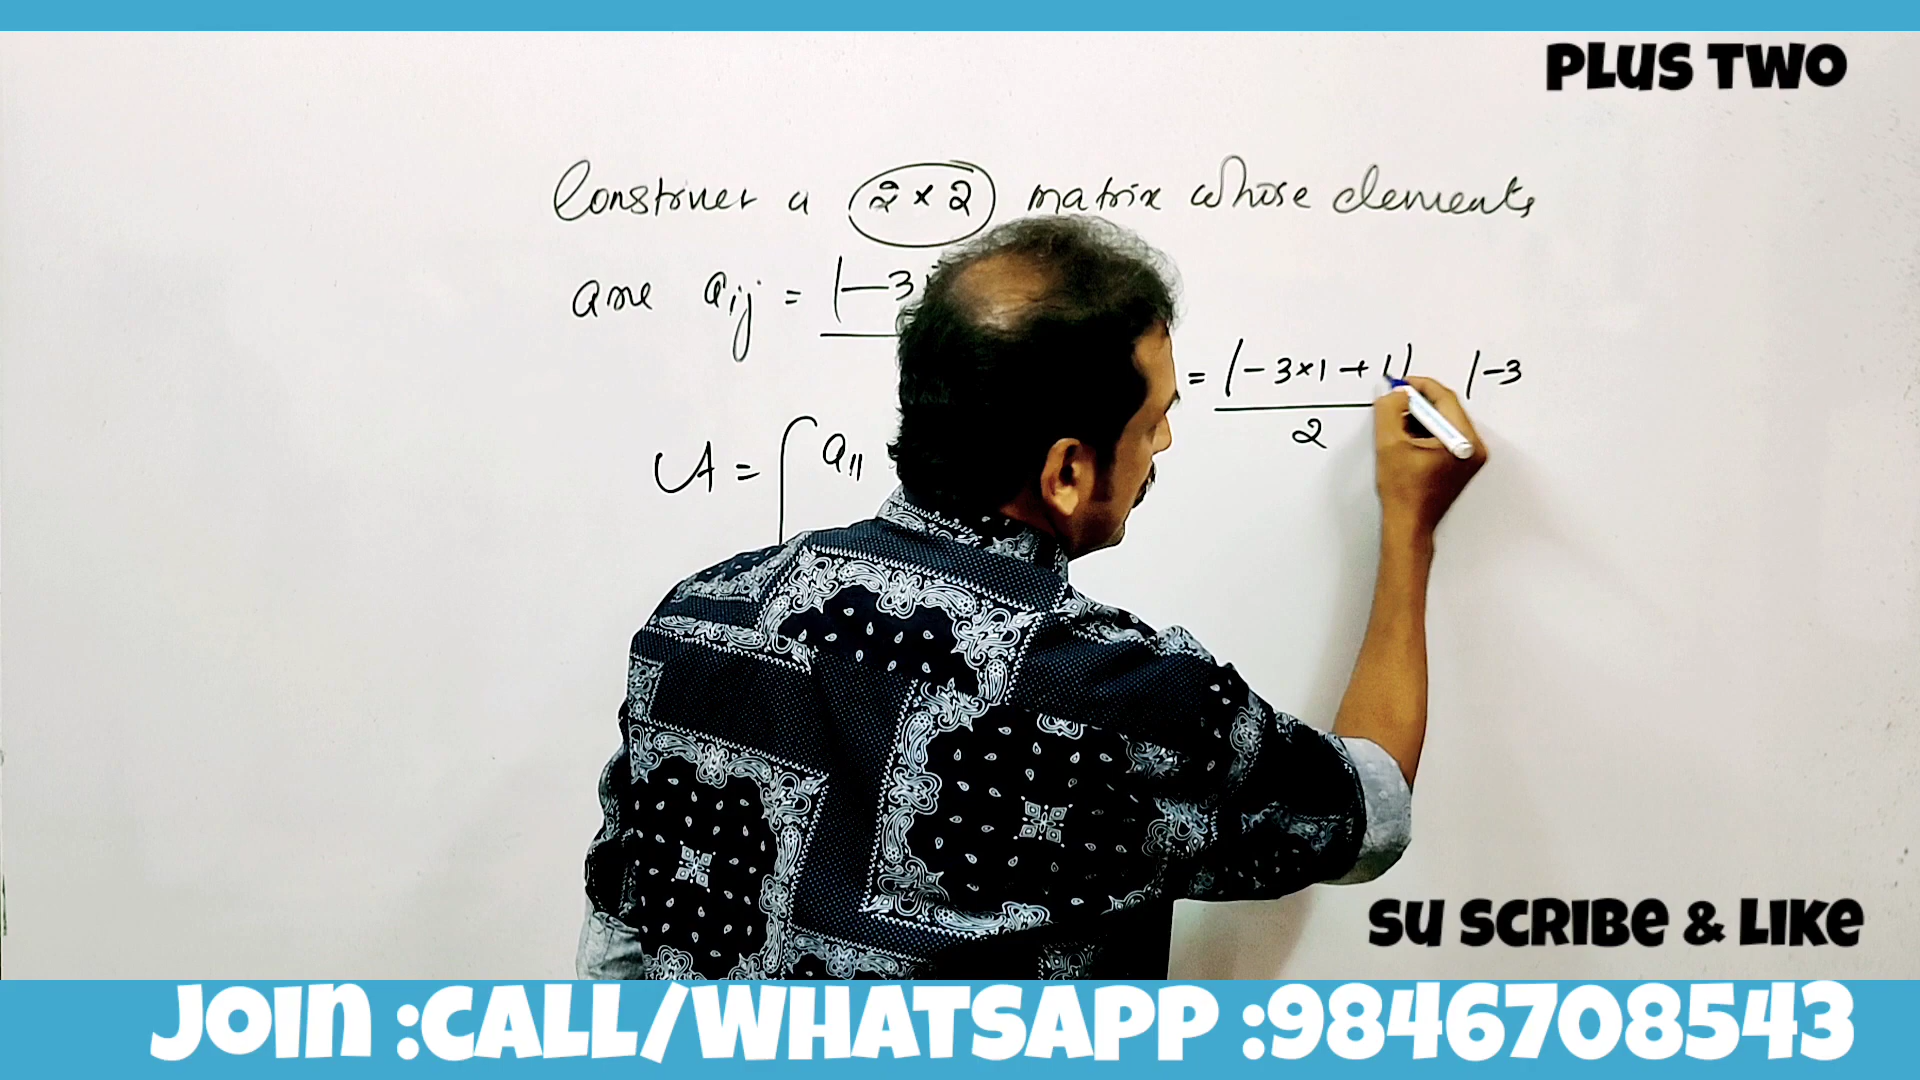 PLUS TWO
Construct a 2 × 2 matrix whose elements
are aij = |-3
= |-3×1+1| |-3
2
A = [ a11
SU SCRIBE & LIKE
JOIN :CALL/WHATSAPP :9846708543